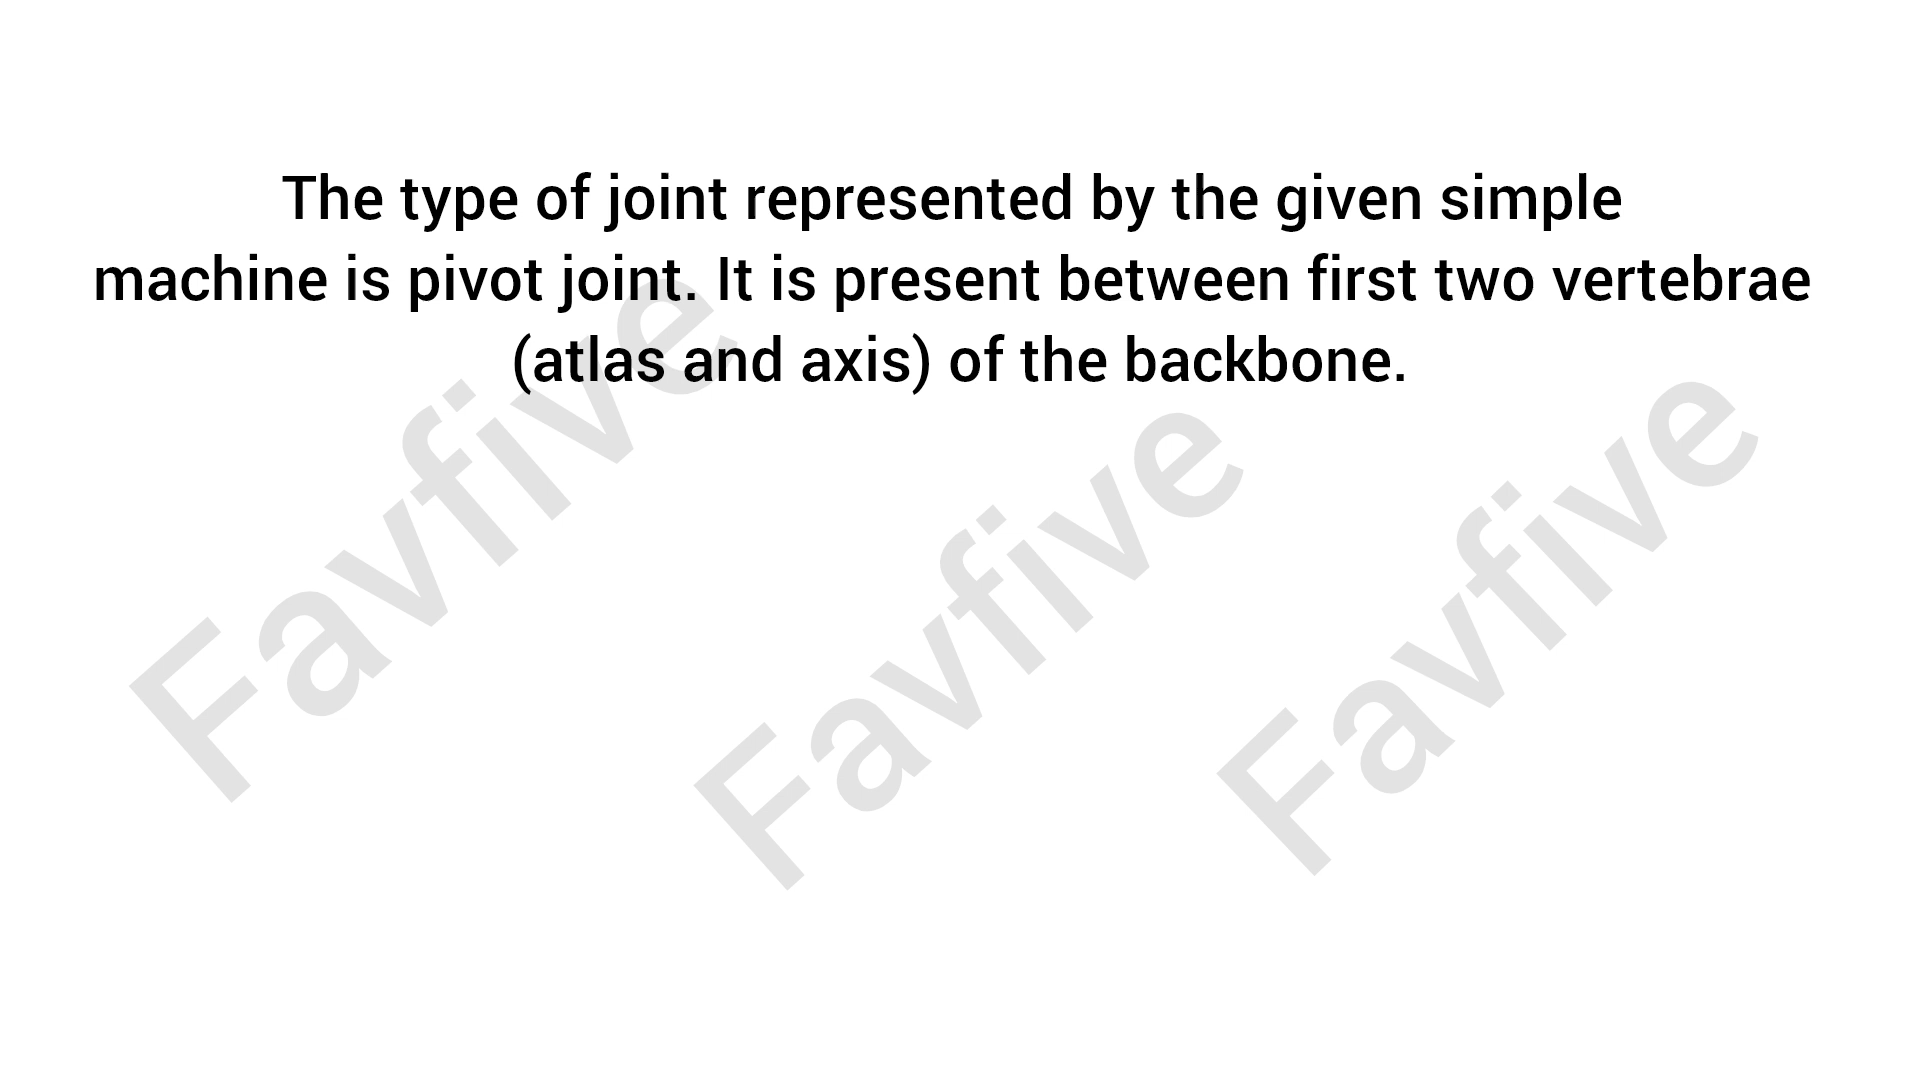 The type of joint represented by the given simple
machine is pivot joint. It is present between first two vertebrae
(atlas and axis) of the backbone.
Favfive
Favfive
Favfive